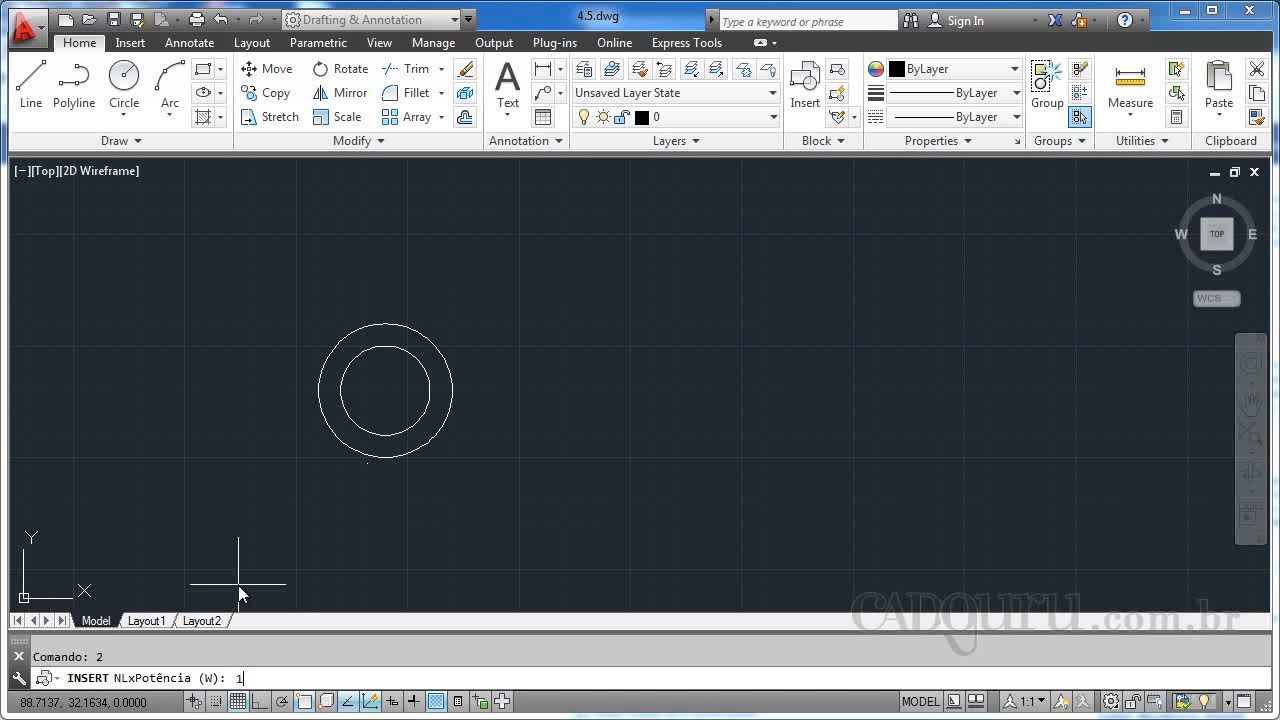 Drafting & Annotation
4.5.dwg
Type a keyword or phrase
Sign In
Home Insert Annotate Layout Parametric View Manage Output Plug-ins Online Express Tools
Move Rotate Trim
Unsaved Layer State
ByLayer
Line Polyline Circle Arc
Copy Mirror Fillet
Text
Insert
ByLayer
Group Measure Paste
Stretch Scale Array
0
ByLayer
Draw Modify Annotation Layers Block Properties Groups Utilities Clipboard
[−][Top][2D Wireframe]
N
W TOP E
S
WCS
Y
X
CADguru.com.br
Model Layout1 Layout2
Comando: 2
INSERT NLxPotência (W): 1
88.7137, 32.1634, 0.0000
MODEL
1:1